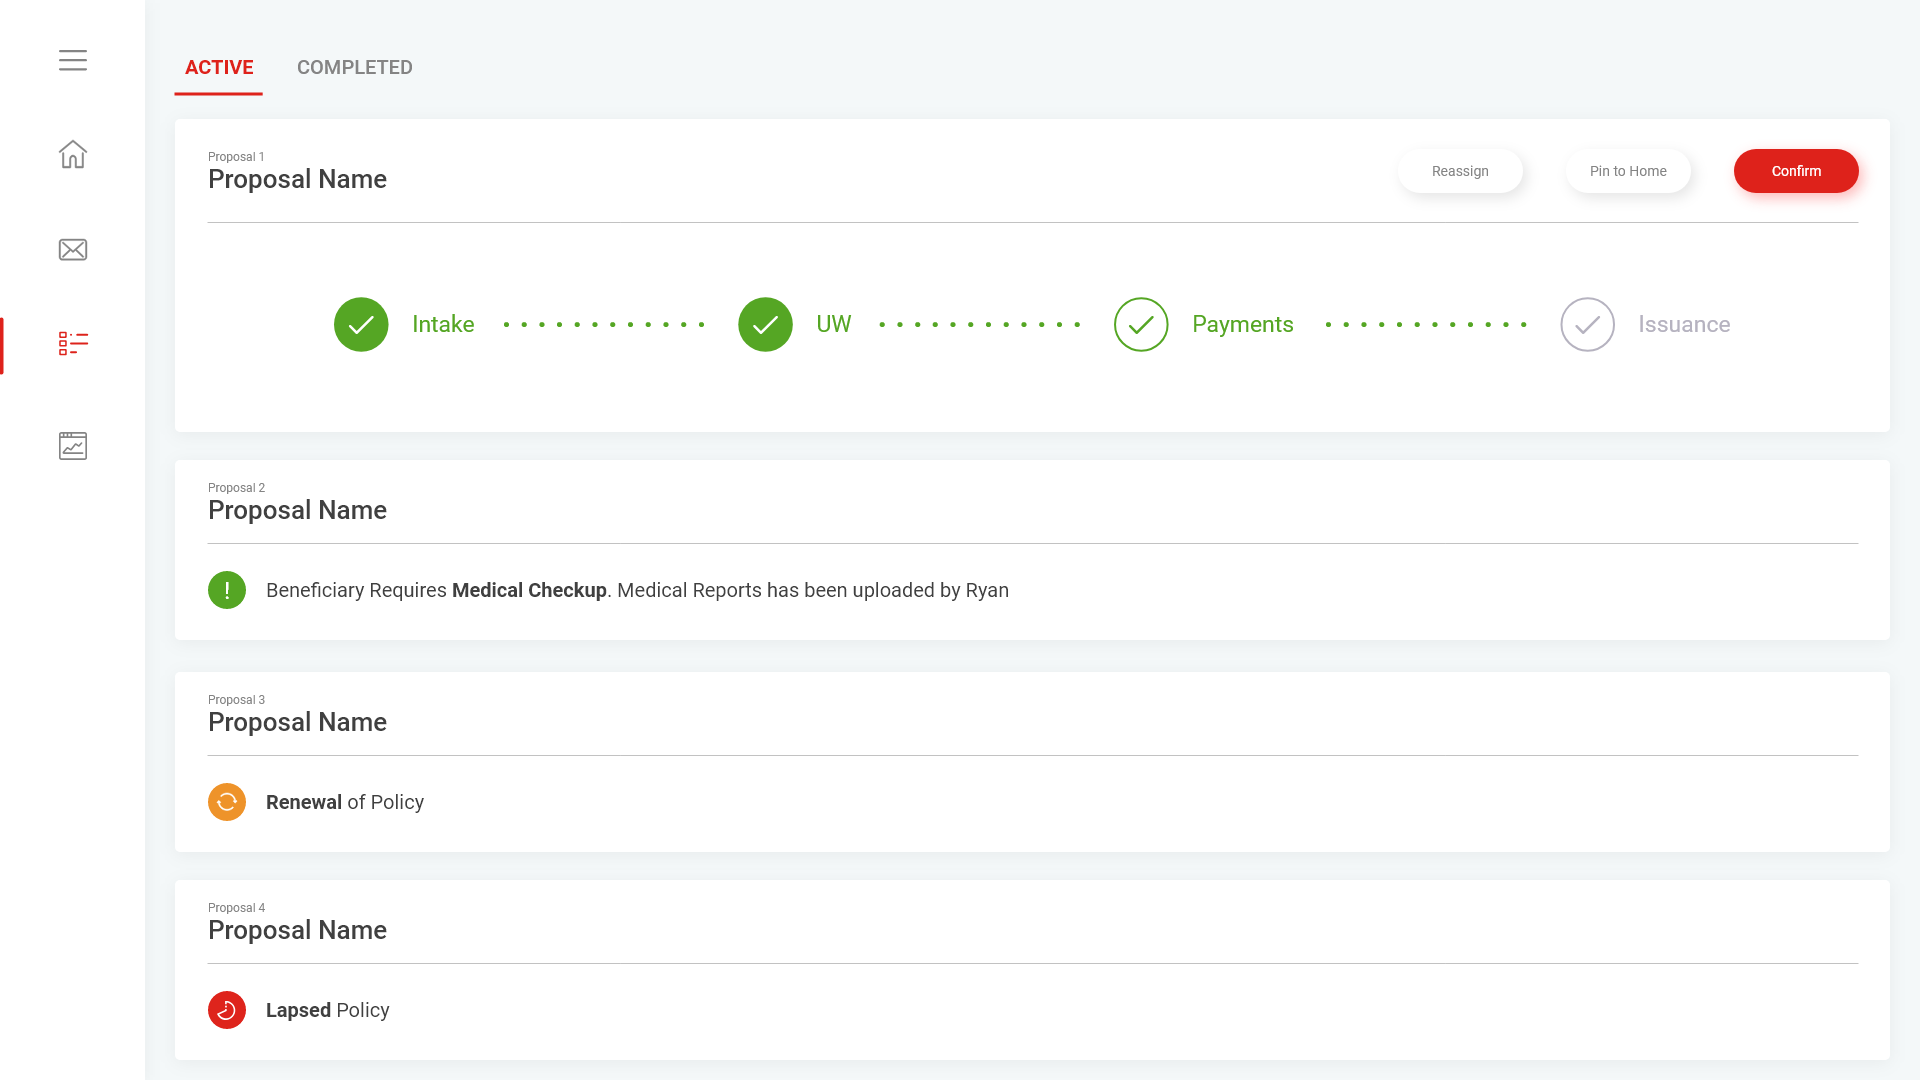 ACTIVE COMPLETED
Proposal 1
Proposal Name
Reassign Pin to Home Confirm
Intake UW Payments Issuance
Proposal 2
Proposal Name
Beneficiary Requires Medical Checkup. Medical Reports has been uploaded by Ryan
Proposal 3
Proposal Name
Renewal of Policy
Proposal 4
Proposal Name
Lapsed Policy